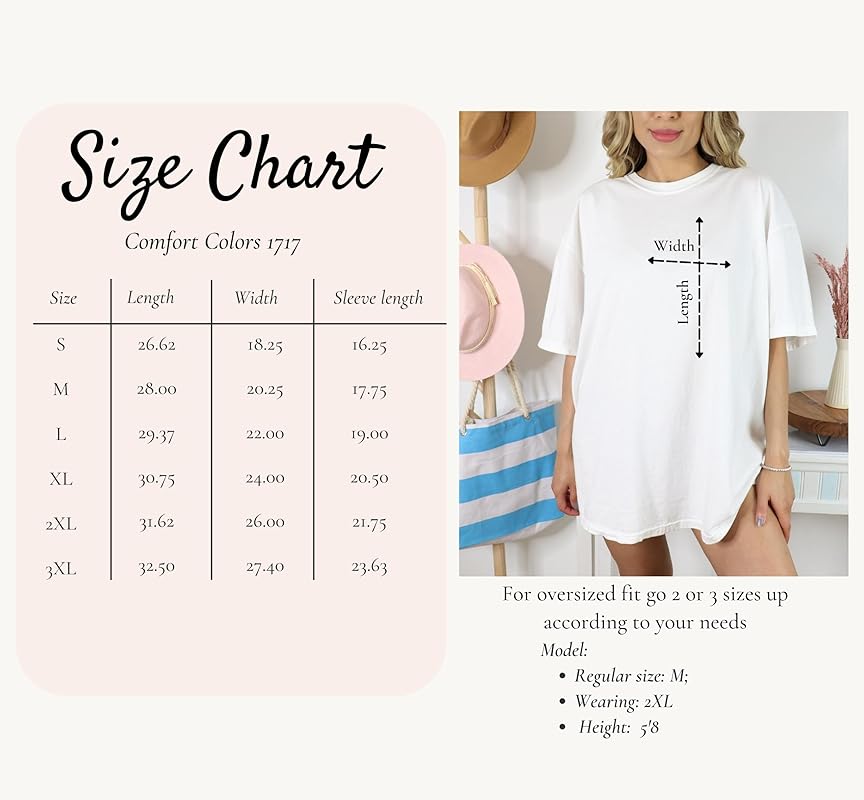 Size Chart
Comfort Colors 1717
Size Length Width Sleeve length
S 26.62 18.25 16.25
M 28.00 20.25 17.75
L 29.37 22.00 19.00
XL 30.75 24.00 20.50
2XL 31.62 26.00 21.75
3XL 32.50 27.40 23.63
Width
Length
For oversized fit go 2 or 3 sizes up
according to your needs
Model:
• Regular size: M;
• Wearing: 2XL
• Height: 5'8